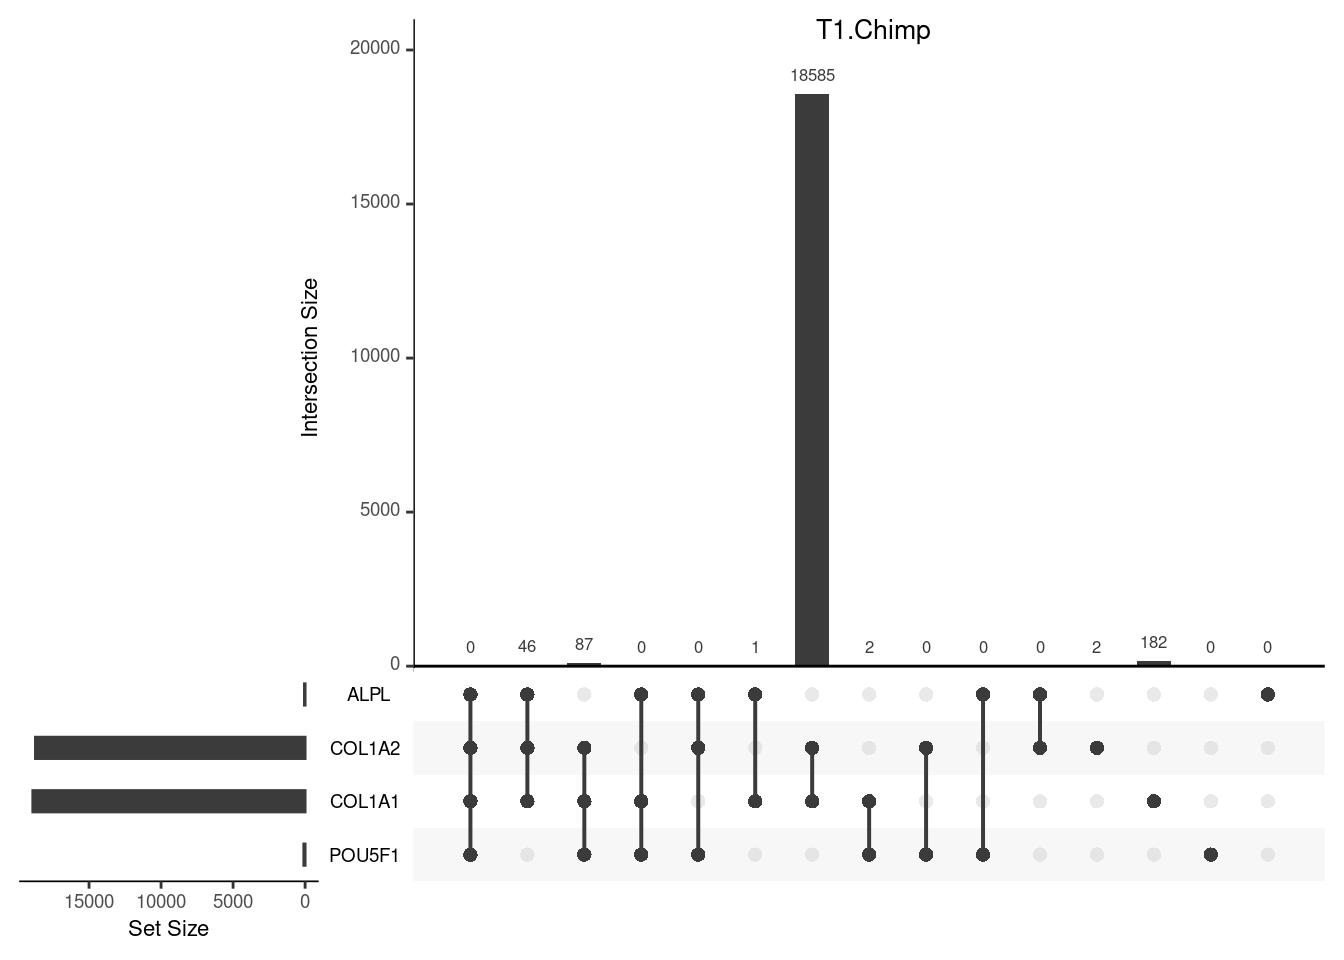 T1.Chimp
20000
15000
10000
5000
0
Intersection Size
18585
0 46 87 0 0 1 2 0 0 0 2 182 0 0
ALPL
COL1A2
COL1A1
POU5F1
15000 10000 5000 0
Set Size